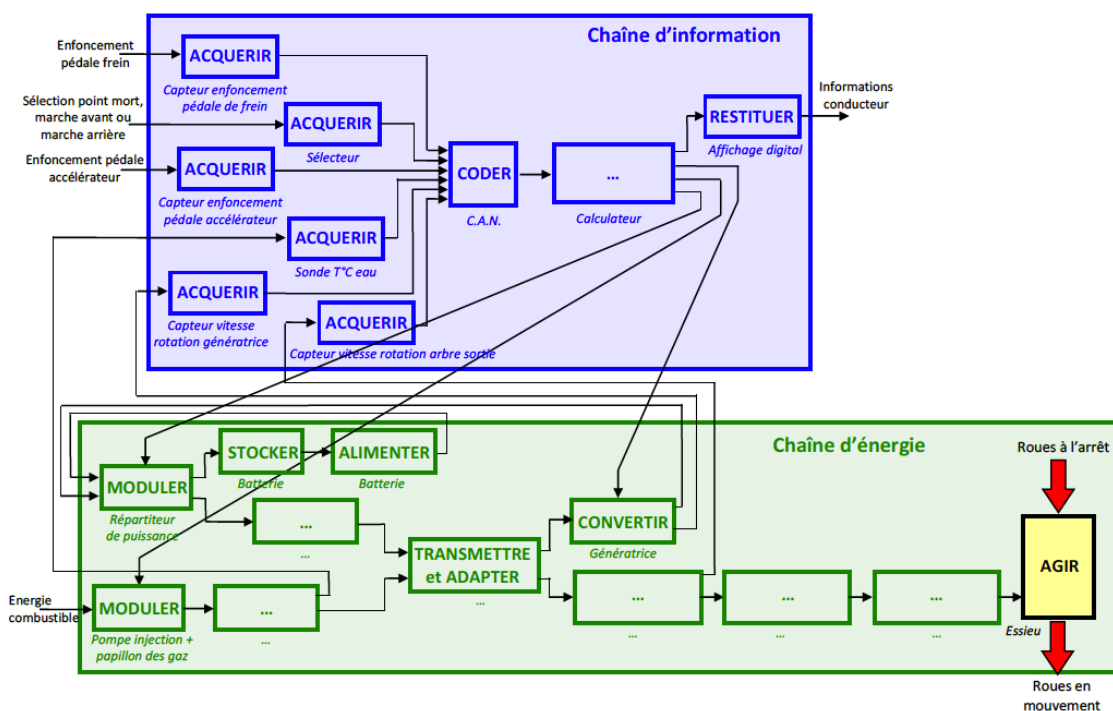 Chaîne d'information
Enfoncement
pédale frein
ACQUERIR
Capteur enfoncement
pédale de frein
Sélection point mort,
marche avant ou
marche arrière
ACQUERIR
Sélecteur
Enfoncement pédale
accélérateur
ACQUERIR
Capteur enfoncement
pédale accélérateur
ACQUERIR
Sonde T°C eau
ACQUERIR
Capteur vitesse
rotation génératrice
ACQUERIR
Capteur vitesse rotation arbre sortie
CODER
C.A.N.
...
Calculateur
RESTITUER
Affichage digital
Informations
conducteur
Chaîne d'énergie
STOCKER
Batterie
ALIMENTER
Batterie
MODULER
Répartiteur
de puissance
...
...
Energie
combustible
MODULER
Pompe injection +
papillon des gaz
...
...
TRANSMETTRE
et ADAPTER
...
CONVERTIR
Génératrice
...
...
...
...
...
...
Roues à l'arrêt
AGIR
Essieu
Roues en
mouvement